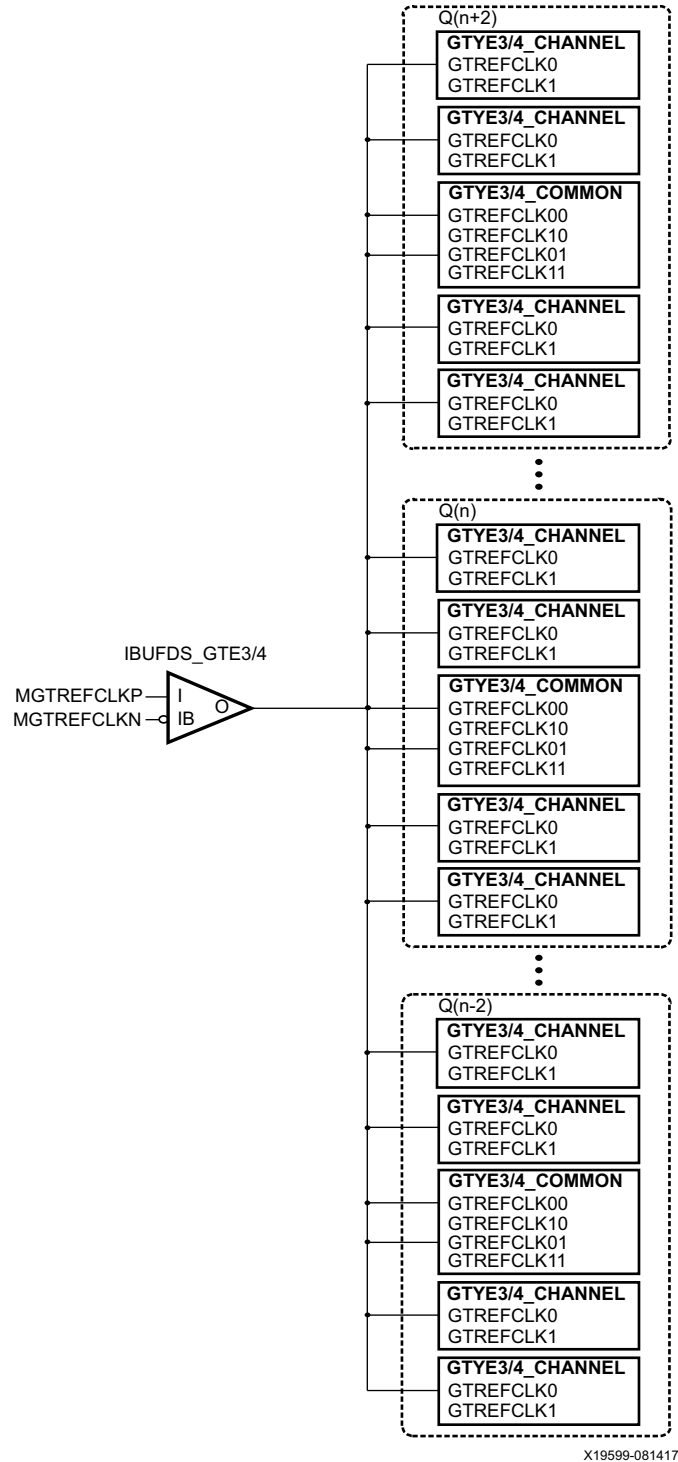 Q(n+2)
GTYE3/4_CHANNEL
GTREFCLK0
GTREFCLK1
GTYE3/4_CHANNEL
GTREFCLK0
GTREFCLK1
GTYE3/4_COMMON
GTREFCLK00
GTREFCLK10
GTREFCLK01
GTREFCLK11
GTYE3/4_CHANNEL
GTREFCLK0
GTREFCLK1
GTYE3/4_CHANNEL
GTREFCLK0
GTREFCLK1
Q(n)
GTYE3/4_CHANNEL
GTREFCLK0
GTREFCLK1
GTYE3/4_CHANNEL
GTREFCLK0
GTREFCLK1
IBUFDS_GTE3/4
MGTREFCLKP
I
O
MGTREFCLKN
IB
GTYE3/4_COMMON
GTREFCLK00
GTREFCLK10
GTREFCLK01
GTREFCLK11
GTYE3/4_CHANNEL
GTREFCLK0
GTREFCLK1
GTYE3/4_CHANNEL
GTREFCLK0
GTREFCLK1
Q(n-2)
GTYE3/4_CHANNEL
GTREFCLK0
GTREFCLK1
GTYE3/4_CHANNEL
GTREFCLK0
GTREFCLK1
GTYE3/4_COMMON
GTREFCLK00
GTREFCLK10
GTREFCLK01
GTREFCLK11
GTYE3/4_CHANNEL
GTREFCLK0
GTREFCLK1
GTYE3/4_CHANNEL
GTREFCLK0
GTREFCLK1
X19599-081417